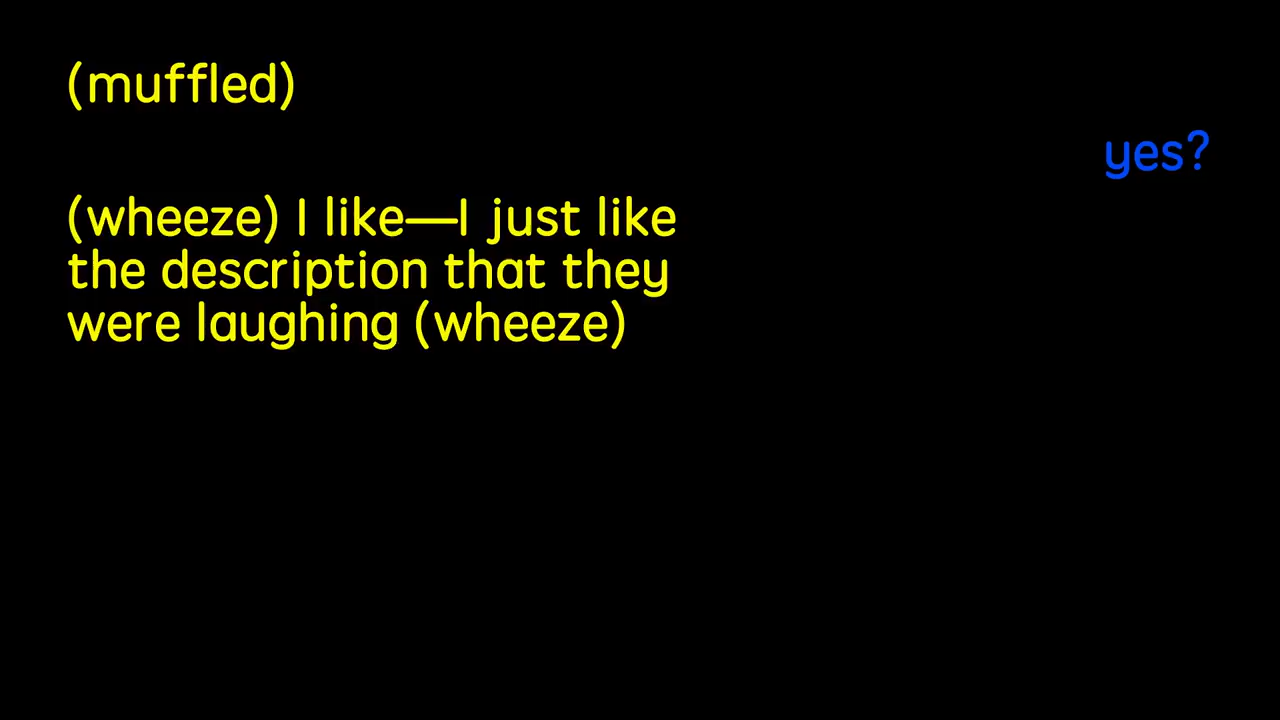 (muffled)
yes?
(wheeze) I like—I just like
the description that they
were laughing (wheeze)